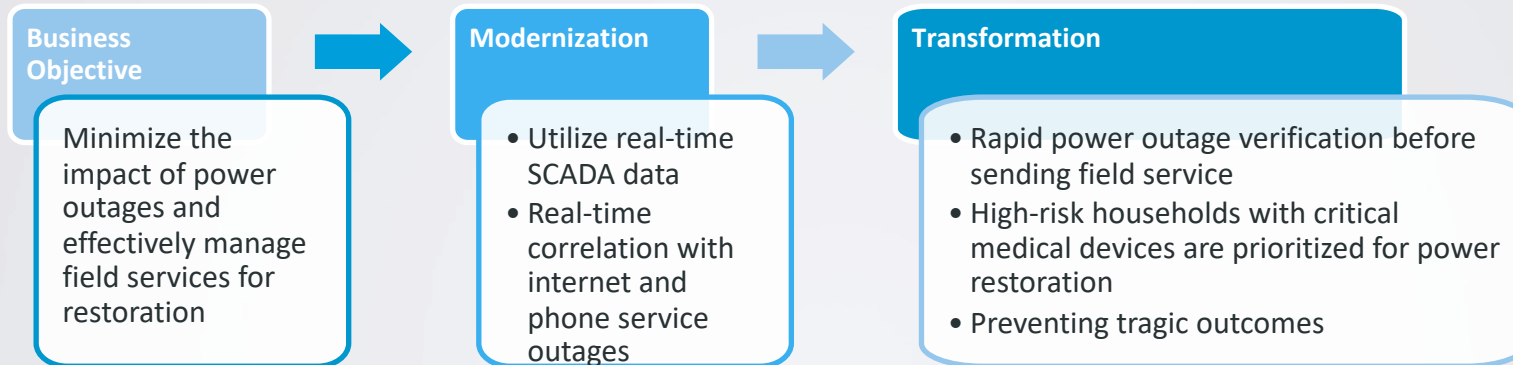 Business
Objective
Minimize the
impact of power
outages and
effectively manage
field services for
restoration
Modernization
• Utilize real-time
SCADA data
• Real-time
correlation with
internet and
phone service
outages
Transformation
• Rapid power outage verification before
sending field service
• High-risk households with critical
medical devices are prioritized for power
restoration
• Preventing tragic outcomes